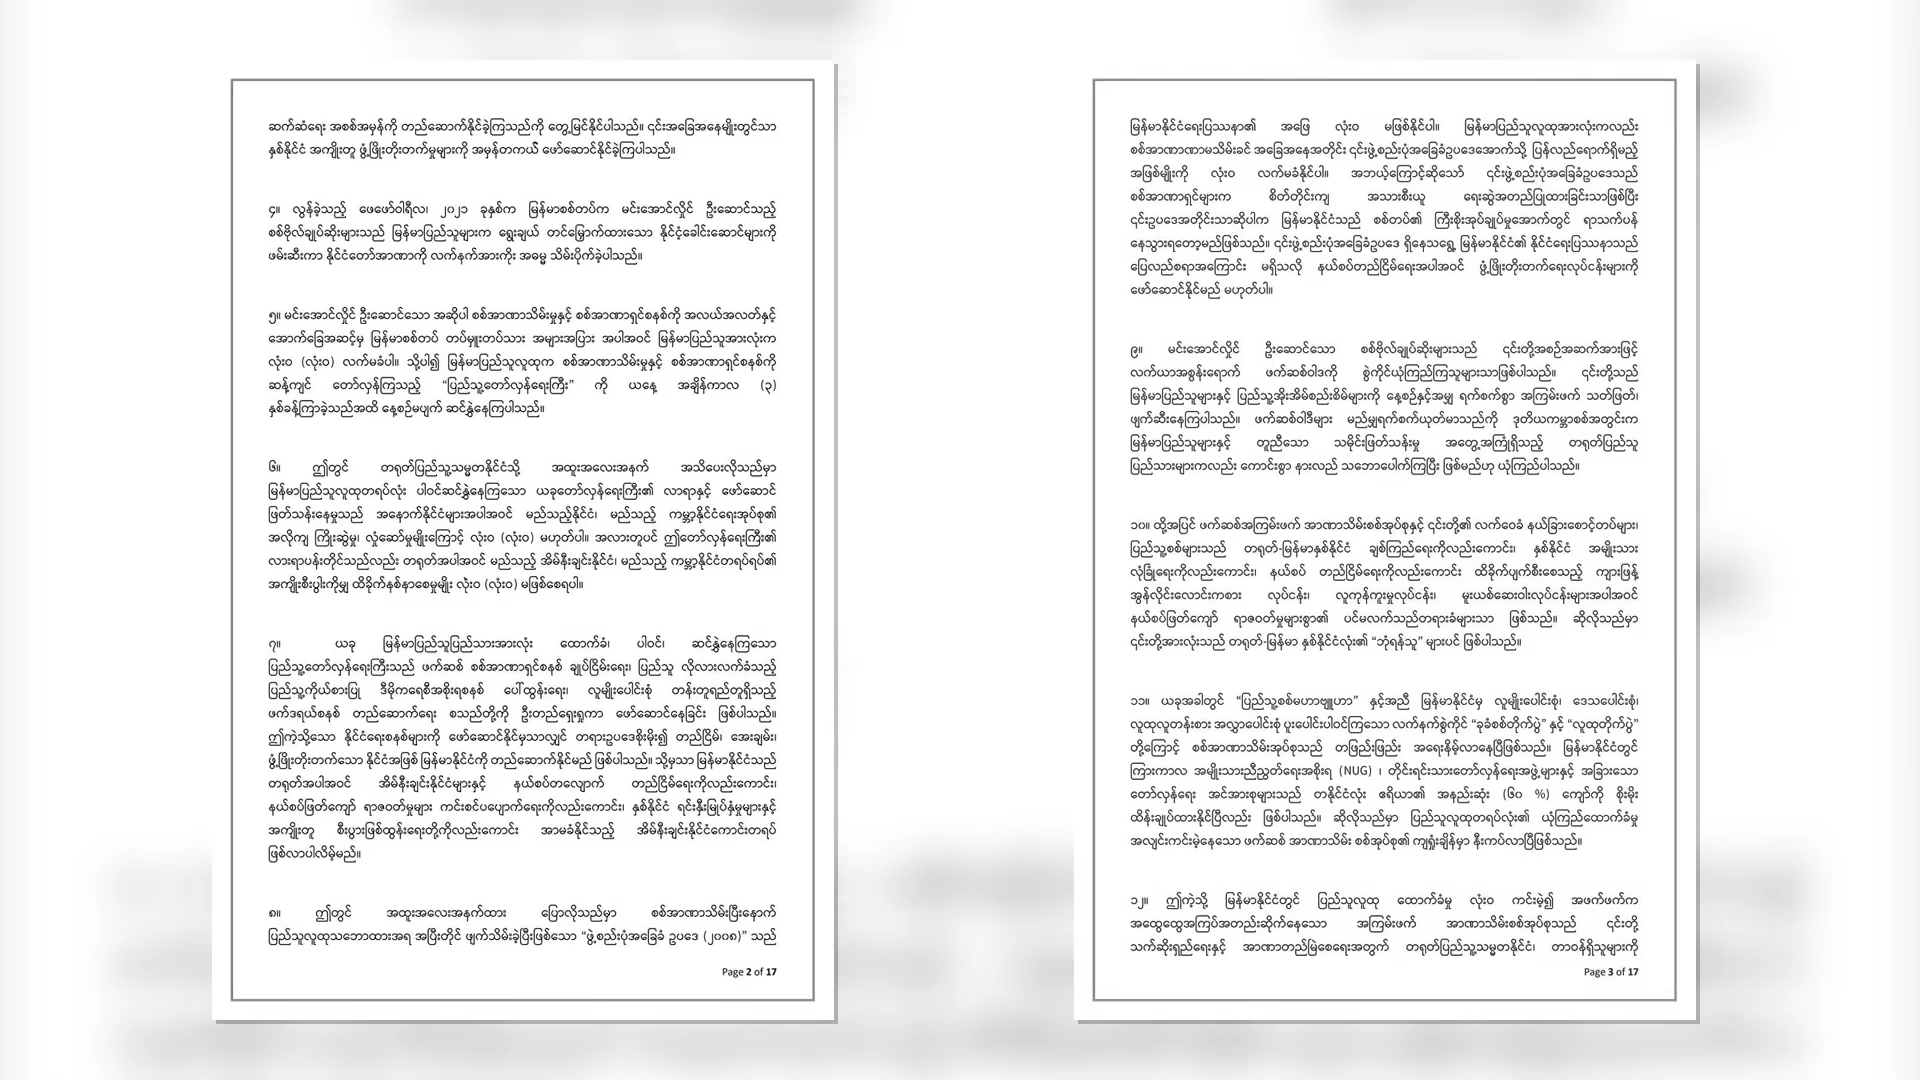 ဆက်ဆံရေး အစစ်အမှန်ကို တည်ဆောက်နိုင်ခဲ့ကြသည်ကို တွေ့မြင်နိုင်ပါသည်။ ၎င်းအခြေအနေမျိုးတွင်သာ
နှစ်နိုင်ငံ အကျိုးတူ ဖွံ့ဖြိုးတိုးတက်မှုများကို အမှန်တကယ် ဖော်ဆောင်နိုင်ခဲ့ကြပါသည်။
၄။ လွန်ခဲ့သည့် ဖေဖော်ဝါရီလ၊ ၂၀၂၁ ခုနှစ်က မြန်မာစစ်တပ်က မင်းအောင်လှိုင် ဦးဆောင်သည့်
စစ်ဗိုလ်ချုပ်ဆိုးများသည် မြန်မာပြည်သူများက ရွေးချယ် တင်မြှောက်ထားသော နိုင်ငံ့ခေါင်းဆောင်များကို
ဖမ်းဆီးကာ နိုင်ငံတော်အာဏာကို လက်နက်အားကိုး အဓမ္မ သိမ်းပိုက်ခဲ့ပါသည်။
၅။ မင်းအောင်လှိုင် ဦးဆောင်သော အဆိုပါ စစ်အာဏာသိမ်းမှုနှင့် စစ်အာဏာရှင်စနစ်ကို အလယ်အလတ်နှင့်
အောက်ခြေအဆင့်မှ မြန်မာစစ်တပ် တပ်မှူးတပ်သား အများအပြား အပါအဝင် မြန်မာပြည်သူအားလုံးက
လုံးဝ (လုံးဝ) လက်မခံပါ။ သို့ပါ၍ မြန်မာပြည်သူလူထုက စစ်အာဏာသိမ်းမှုနှင့် စစ်အာဏာရှင်စနစ်ကို
ဆန့်ကျင် တော်လှန်ကြသည့် “ပြည်သူ့တော်လှန်ရေးကြီး” ကို ယနေ့ အချိန်ကာလ (၃)
နှစ်ခန့်ကြာခဲ့သည်အထိ နေ့စဉ်မပျက် ဆင်နွှဲနေကြပါသည်။
၆။ ဤတွင် တရုတ်ပြည်သူ့သမ္မတနိုင်ငံသို့ အထူးအလေးအနက် အသိပေးလိုသည်မှာ
မြန်မာပြည်သူလူထုတရပ်လုံး ပါဝင်ဆင်နွှဲနေကြသော ယခုတော်လှန်ရေးကြီး၏ လာရာနှင့် ဖော်ဆောင်
ဖြတ်သန်းနေမှုသည် အနောက်နိုင်ငံများအပါအဝင် မည်သည့်နိုင်ငံ၊ မည်သည့် ကမ္ဘာ့နိုင်ငံရေးအုပ်စု၏
အလိုကျ ကြိုးဆွဲမှု၊ လှုံ့ဆော်မှုမျိုးကြောင့် လုံးဝ (လုံးဝ) မဟုတ်ပါ။ အလားတူပင် ဤတော်လှန်ရေးကြီး၏
လားရာပန်းတိုင်သည်လည်း တရုတ်အပါအဝင် မည်သည့် အိမ်နီးချင်းနိုင်ငံ၊ မည်သည့် ကမ္ဘာ့နိုင်ငံတရပ်ရပ်၏
အကျိုးစီးပွါးကိုမျှ ထိခိုက်နစ်နာစေမှုမျိုး လုံးဝ (လုံးဝ) မဖြစ်စေရပါ။
၇။ ယခု မြန်မာပြည်သူပြည်သားအားလုံး ထောက်ခံ၊ ပါဝင်၊ ဆင်နွှဲနေကြသော
ပြည်သူ့တော်လှန်ရေးကြီးသည် ဖက်ဆစ် စစ်အာဏာရှင်စနစ် ချုပ်ငြိမ်းရေး၊ ပြည်သူ လိုလားလက်ခံသည့်
ပြည်သူ့ကိုယ်စားပြု ဒီမိုကရေစီအစိုးရစနစ် ပေါ်ထွန်းရေး၊ လူမျိုးပေါင်းစုံ တန်းတူရည်တူရှိသည့်
ဖက်ဒရယ်စနစ် တည်ဆောက်ရေး စသည်တို့ကို ဦးတည်ရှေးရှုကာ ဖော်ဆောင်နေခြင်း ဖြစ်ပါသည်။
ဤကဲ့သို့သော နိုင်ငံရေးစနစ်များကို ဖော်ဆောင်နိုင်မှသာလျှင် တရားဥပဒေစိုးမိုး၍ တည်ငြိမ်၊ အေးချမ်း၊
ဖွံ့ဖြိုးတိုးတက်သော နိုင်ငံအဖြစ် မြန်မာနိုင်ငံကို တည်ဆောက်နိုင်မည် ဖြစ်ပါသည်။ သို့မှသာ မြန်မာနိုင်ငံသည်
တရုတ်အပါအဝင် အိမ်နီးချင်းနိုင်ငံများနှင့် နယ်စပ်တလျှောက် တည်ငြိမ်ရေးကိုလည်းကောင်း၊
နယ်စပ်ဖြတ်ကျော် ရာဇဝတ်မှုများ ကင်းစင်ပပျောက်ရေးကိုလည်းကောင်း၊ နှစ်နိုင်ငံ ရင်းနှီးမြှုပ်နှံမှုများနှင့်
အကျိုးတူ စီးပွားဖြစ်ထွန်းရေးတို့ကိုလည်းကောင်း အာမခံနိုင်သည့် အိမ်နီးချင်းနိုင်ငံကောင်းတရပ်
ဖြစ်လာပါလိမ့်မည်။
၈။ ဤတွင် အထူးအလေးအနက်ထား ပြောလိုသည်မှာ စစ်အာဏာသိမ်းပြီးနောက်
ပြည်သူလူထုသဘောထားအရ အပြီးတိုင် ဖျက်သိမ်းခဲ့ပြီးဖြစ်သော “ဖွဲ့စည်းပုံအခြေခံ ဥပဒေ (၂၀၀၈)” သည်
Page 2 of 17
မြန်မာနိုင်ငံရေးပြဿနာ၏ အဖြေ လုံးဝ မဖြစ်နိုင်ပါ။ မြန်မာပြည်သူလူထုအားလုံးကလည်း
စစ်အာဏာဏာမသိမ်းခင် အခြေအနေအတိုင်း ၎င်းဖွဲ့စည်းပုံအခြေခံဥပဒေအောက်သို့ ပြန်လည်ရောက်ရှိမည့်
အဖြစ်မျိုးကို လုံးဝ လက်မခံနိုင်ပါ။ အဘယ့်ကြောင့်ဆိုသော် ၎င်းဖွဲ့စည်းပုံအခြေခံဥပဒေသည်
စစ်အာဏာရှင်များက စိတ်တိုင်းကျ အသားစီးယူ ရေးဆွဲအတည်ပြုထားခြင်းသာဖြစ်ပြီး
၎င်းဥပဒေအတိုင်းသာဆိုပါက မြန်မာနိုင်ငံသည် စစ်တပ်၏ ကြီးစိုးအုပ်ချုပ်မှုအောက်တွင် ရာသက်ပန်
နေသွားရတော့မည်ဖြစ်သည်။ ၎င်းဖွဲ့စည်းပုံအခြေခံဥပဒေ ရှိနေသရွေ့ မြန်မာနိုင်ငံ၏ နိုင်ငံရေးပြဿနာသည်
ပြေလည်စရာအကြောင်း မရှိသလို နယ်စပ်တည်ငြိမ်ရေးအပါအဝင် ဖွံ့ဖြိုးတိုးတက်ရေးလုပ်ငန်းများကို
ဖော်ဆောင်နိုင်မည် မဟုတ်ပါ။
၉။ မင်းအောင်လှိုင် ဦးဆောင်သော စစ်ဗိုလ်ချုပ်ဆိုးများသည် ၎င်းတို့အစဉ်အဆက်အားဖြင့်
လက်ယာအစွန်းရောက် ဖက်ဆစ်ဝါဒကို စွဲကိုင်ယုံကြည်ကြသူများသာဖြစ်ပါသည်။ ၎င်းတို့သည်
မြန်မာပြည်သူများနှင့် ပြည်သူ့အိုးအိမ်စည်းစိမ်များကို နေ့စဉ်နှင့်အမျှ ရက်စက်စွာ အကြမ်းဖက် သတ်ဖြတ်၊
ဖျက်ဆီးနေကြပါသည်။ ဖက်ဆစ်ဝါဒီများ မည်မျှရက်စက်ယုတ်မာသည်ကို ဒုတိယကမ္ဘာစစ်အတွင်းက
မြန်မာပြည်သူများနှင့် တူညီသော သမိုင်းဖြတ်သန်းမှု အတွေ့အကြုံရှိသည့် တရုတ်ပြည်သူ
ပြည်သားများကလည်း ကောင်းစွာ နားလည် သဘောပေါက်ကြပြီး ဖြစ်မည်ဟု ယုံကြည်ပါသည်။
၁၀။ ထို့အပြင် ဖက်ဆစ်အကြမ်းဖက် အာဏာသိမ်းစစ်အုပ်စုနှင့် ၎င်းတို့၏ လက်ဝေခံ နယ်ခြားစောင့်တပ်များ၊
ပြည်သူ့စစ်များသည် တရုတ်-မြန်မာနှစ်နိုင်ငံ ချစ်ကြည်ရေးကိုလည်းကောင်း၊ နှစ်နိုင်ငံ အမျိုးသား
လုံခြုံရေးကိုလည်းကောင်း၊ နယ်စပ် တည်ငြိမ်ရေးကိုလည်းကောင်း ထိခိုက်ပျက်စီးစေသည့် ကျားဖြန့်
အွန်လိုင်းလောင်းကစား လုပ်ငန်း၊ လူကုန်ကူးမှုလုပ်ငန်း၊ မူးယစ်ဆေးဝါးလုပ်ငန်းများအပါအဝင်
နယ်စပ်ဖြတ်ကျော် ရာဇဝတ်မှုများစွာ၏ ပင်မလက်သည်တရားခံများသာ ဖြစ်သည်။ ဆိုလိုသည်မှာ
၎င်းတို့အားလုံးသည် တရုတ်-မြန်မာ နှစ်နိုင်ငံလုံး၏ “ဘုံရန်သူ” များပင် ဖြစ်ပါသည်။
၁၁။ ယခုအခါတွင် “ပြည်သူ့စစ်မဟာဗျူဟာ” နှင့်အညီ မြန်မာနိုင်ငံမှ လူမျိုးပေါင်းစုံ၊ ဒေသပေါင်းစုံ၊
လူထုလူတန်းစား အလွှာပေါင်းစုံ ပူးပေါင်းပါဝင်ကြသော လက်နက်စွဲကိုင် “ခုခံစစ်တိုက်ပွဲ” နှင့် “လူထုတိုက်ပွဲ”
တို့ကြောင့် စစ်အာဏာသိမ်းအုပ်စုသည် တဖြည်းဖြည်း အရေးနိမ့်လာနေပြီဖြစ်သည်။ မြန်မာနိုင်ငံတွင်
ကြားကာလ အမျိုးသားညီညွတ်ရေးအစိုးရ (NUG) ၊ တိုင်းရင်းသားတော်လှန်ရေးအဖွဲ့များနှင့် အခြားသော
တော်လှန်ရေး အင်အားစုများသည် တနိုင်ငံလုံး ဧရိယာ၏ အနည်းဆုံး (၆၀ %) ကျော်ကို စိုးမိုး
ထိန်းချုပ်ထားနိုင်ပြီလည်း ဖြစ်ပါသည်။ ဆိုလိုသည်မှာ ပြည်သူလူထုတရပ်လုံး၏ ယုံကြည်ထောက်ခံမှု
အလျင်းကင်းမဲ့နေသော ဖက်ဆစ် အာဏာသိမ်း စစ်အုပ်စု၏ ကျရှုံးချိန်မှာ နီးကပ်လာပြီဖြစ်သည်။
၁၂။ ဤကဲ့သို့ မြန်မာနိုင်ငံတွင် ပြည်သူလူထု ထောက်ခံမှု လုံးဝ ကင်းမဲ့၍ အဖက်ဖက်က
အထွေထွေအကြပ်အတည်းဆိုက်နေသော အကြမ်းဖက် အာဏာသိမ်းစစ်အုပ်စုသည် ၎င်းတို့
သက်ဆိုးရှည်ရေးနှင့် အာဏာတည်မြဲစေရေးအတွက် တရုတ်ပြည်သူ့သမ္မတနိုင်ငံ၊ တာဝန်ရှိသူများကို
Page 3 of 17